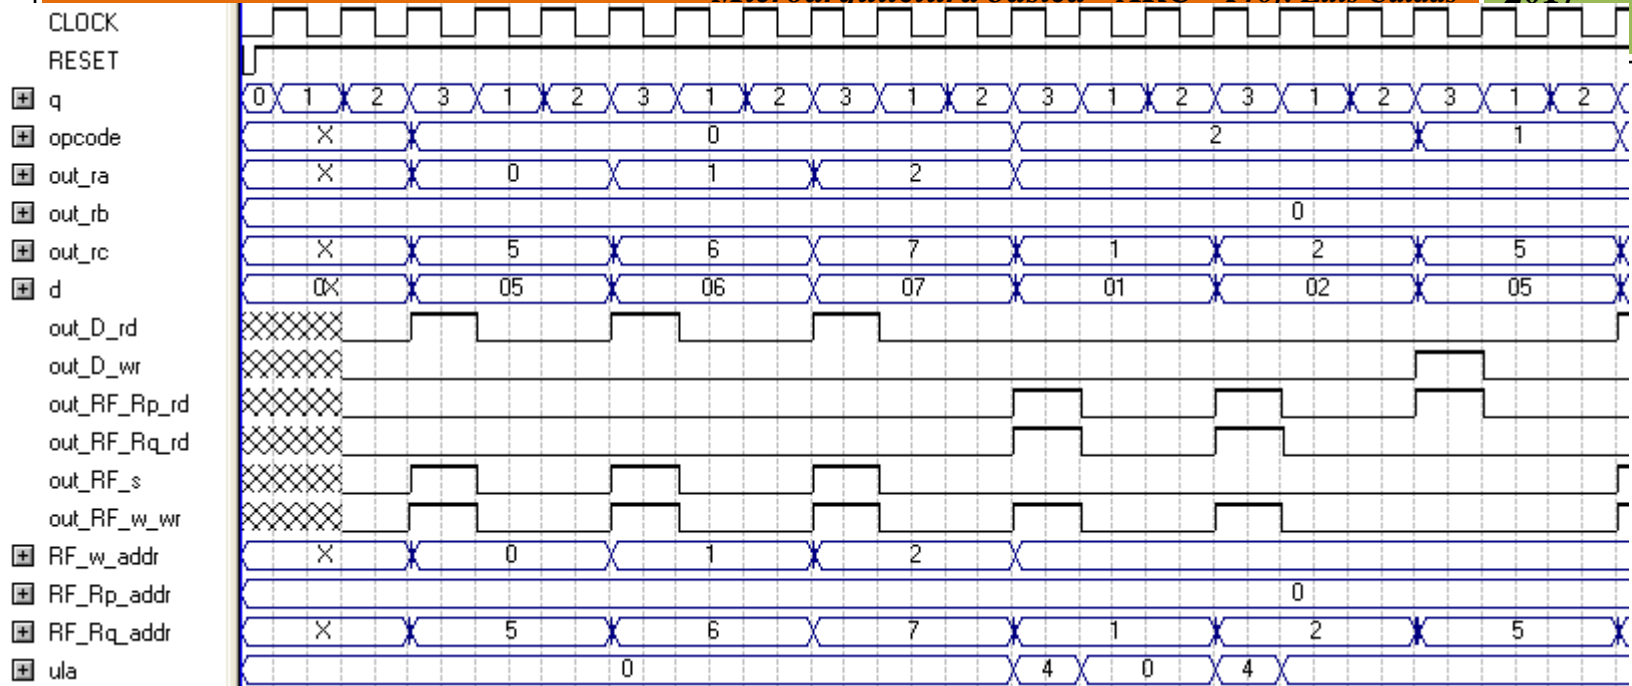 CLOCK
RESET
q 0 1 2 3 1 2 3 1 2 3 1 2 3 1 2 3 1 2 3 1 2
opcode X 0 2 1
out_ra X 0 1 2
out_rb 0
out_rc X 5 6 7 1 2 5
d 0X 05 06 07 01 02 05
out_D_rd
out_D_wr
out_RF_Rp_rd
out_RF_Rq_rd
out_RF_s
out_RF_w_wr
RF_w_addr X 0 1 2
RF_Rp_addr 0
RF_Rq_addr X 5 6 7 1 2 5
ula 0 4 0 4